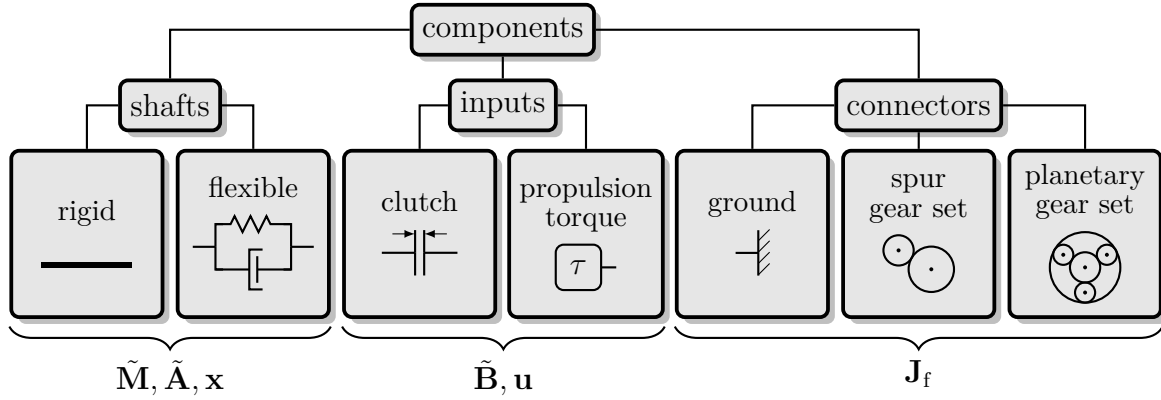 components
shafts
inputs
connectors
rigid
flexible
clutch
propulsion
torque
τ
ground
spur
gear set
planetary
gear set
M̃, Ã, x
B̃, u
J_f